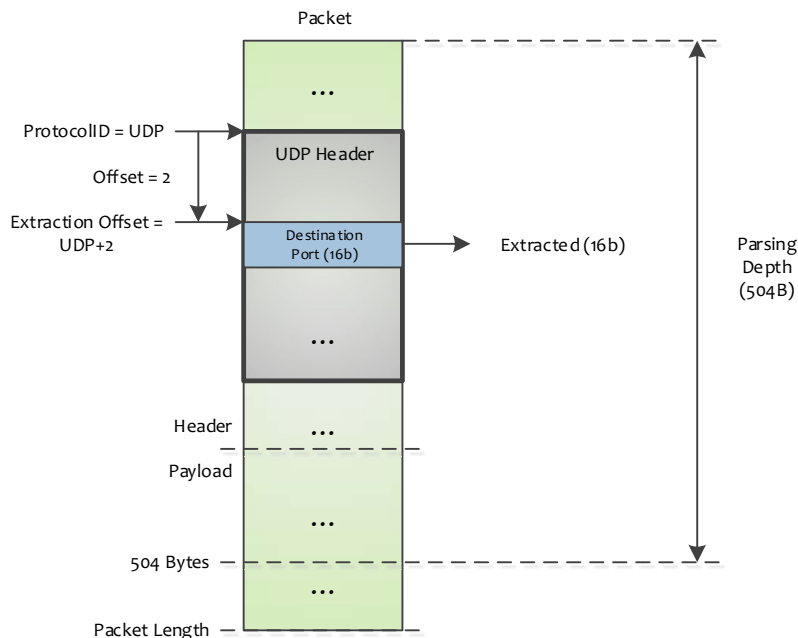 Packet
...
ProtocolID = UDP
UDP Header
Offset = 2
Extraction Offset =
UDP+2
Destination
Port (16b)
Extracted (16b)
Parsing
Depth
(504B)
...
Header
...
Payload
...
504 Bytes
...
Packet Length